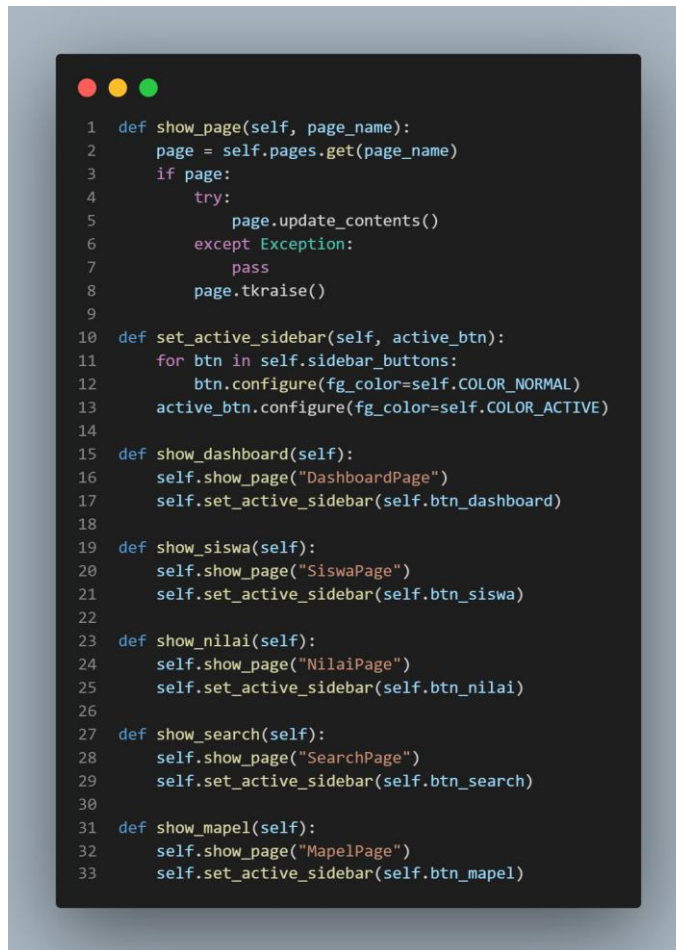 1 def show_page(self, page_name):
2     page = self.pages.get(page_name)
3     if page:
4         try:
5             page.update_contents()
6         except Exception:
7             pass
8         page.tkraise()
9
10 def set_active_sidebar(self, active_btn):
11     for btn in self.sidebar_buttons:
12         btn.configure(fg_color=self.COLOR_NORMAL)
13     active_btn.configure(fg_color=self.COLOR_ACTIVE)
14
15 def show_dashboard(self):
16     self.show_page("DashboardPage")
17     self.set_active_sidebar(self.btn_dashboard)
18
19 def show_siswa(self):
20     self.show_page("SiswaPage")
21     self.set_active_sidebar(self.btn_siswa)
22
23 def show_nilai(self):
24     self.show_page("NilaiPage")
25     self.set_active_sidebar(self.btn_nilai)
26
27 def show_search(self):
28     self.show_page("SearchPage")
29     self.set_active_sidebar(self.btn_search)
30
31 def show_mapel(self):
32     self.show_page("MapelPage")
33     self.set_active_sidebar(self.btn_mapel)